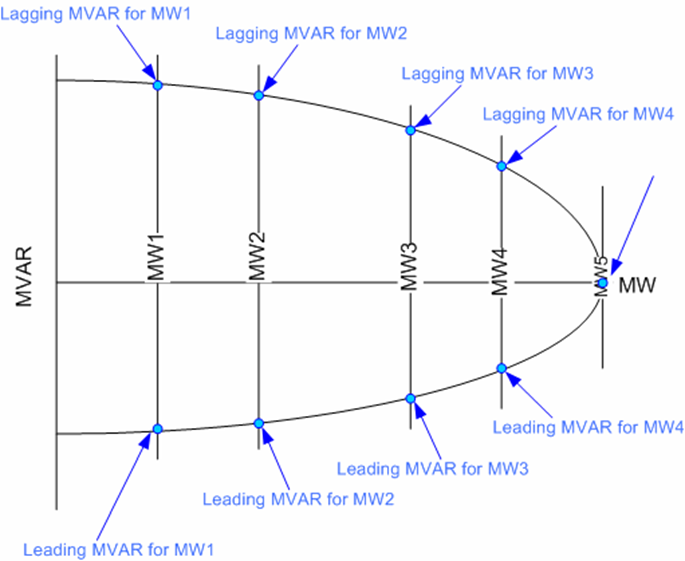 Lagging MVAR for MW1
Lagging MVAR for MW2
Lagging MVAR for MW3
Lagging MVAR for MW4
MVAR
MW1
MW2
MW3
MW4
MW5
MW
Leading MVAR for MW4
Leading MVAR for MW3
Leading MVAR for MW2
Leading MVAR for MW1